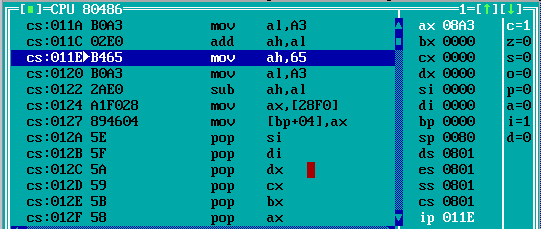 [■]=CPU 80486 1=[↑][↓]
cs:011A B0A3 mov al,A3 ax 08A3 c=1
cs:011C 02E0 add ah,al bx 0000 z=0
cs:011E▶B465 mov ah,65 cx 0000 s=0
cs:0120 B0A3 mov al,A3 dx 0000 o=0
cs:0122 2AE0 sub ah,al si 0000 p=0
cs:0124 A1F028 mov ax,[28F0] di 0000 a=0
cs:0127 894604 mov [bp+04],ax bp 0000 i=1
cs:012A 5E pop si sp 0080 d=0
cs:012B 5F pop di ds 0801
cs:012C 5A pop dx es 0801
cs:012D 59 pop cx ss 0801
cs:012E 5B pop bx cs 0801
cs:012F 58 pop ax ip 011E